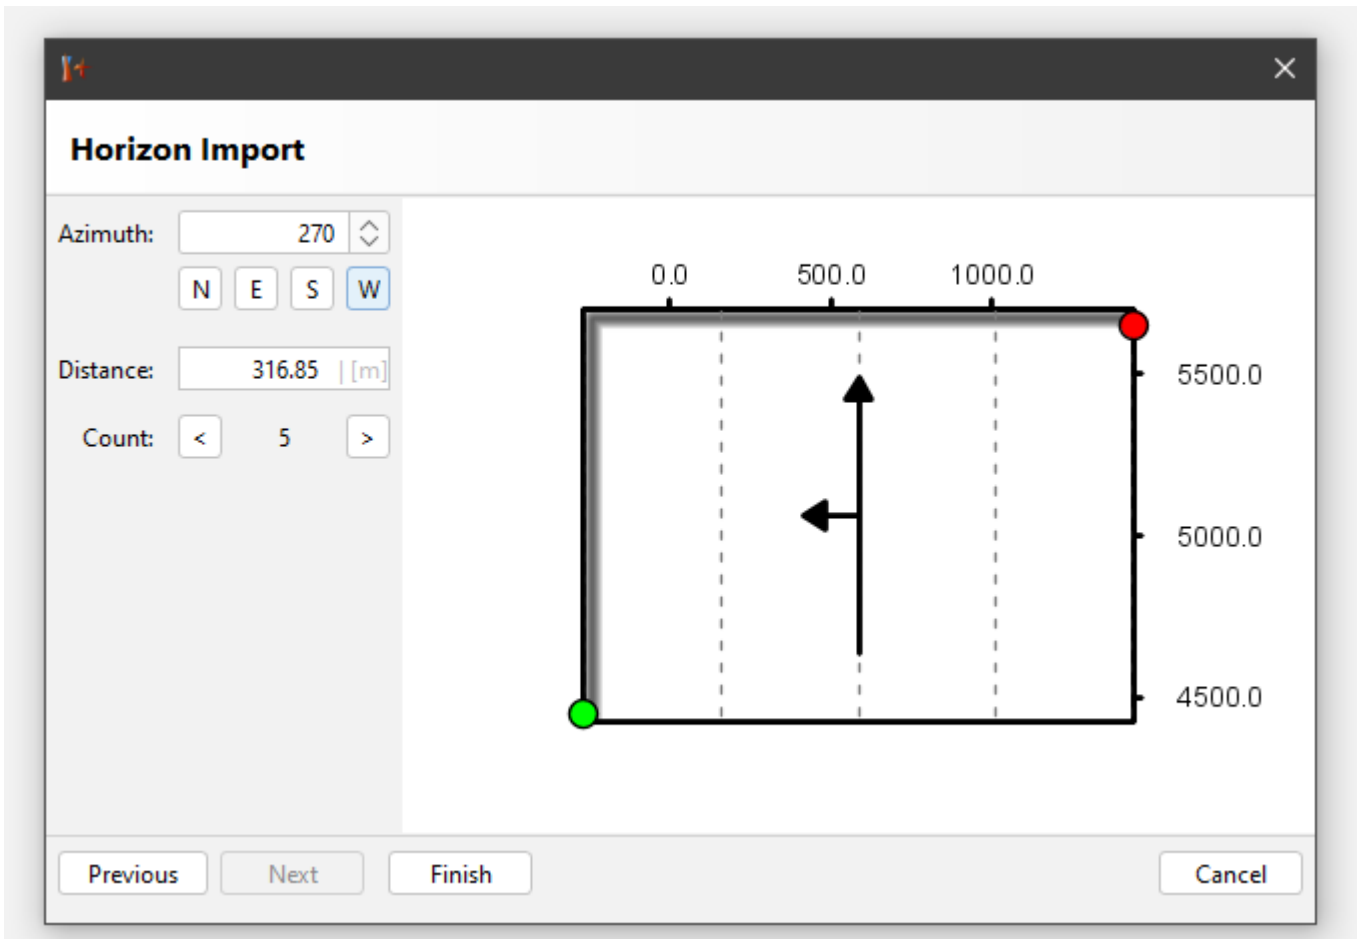 Horizon Import
Azimuth: 270
N E S W
0.0 500.0 1000.0
Distance: 316.85 | [m]
5500.0
Count: < 5 >
5000.0
4500.0
Previous Next Finish Cancel